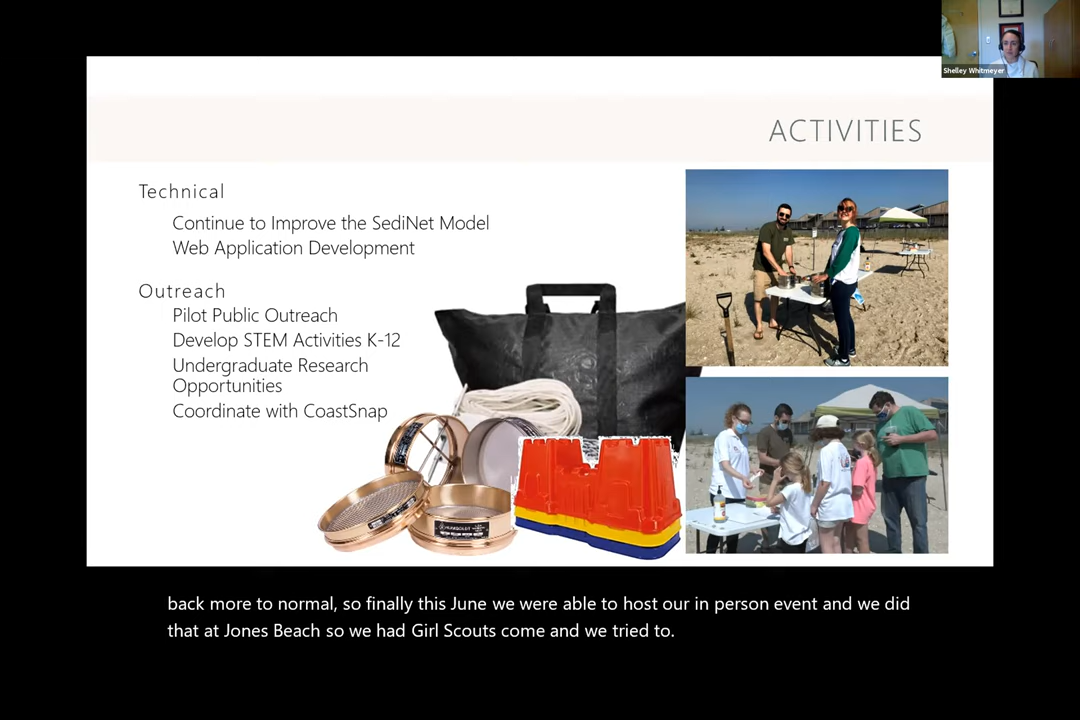 Shelley Whitmeyer
ACTIVITIES
Technical
Continue to Improve the SediNet Model
Web Application Development
Outreach
Pilot Public Outreach
Develop STEM Activities K-12
Undergraduate Research
Opportunities
Coordinate with CoastSnap
HUMBOLDT
back more to normal, so finally this June we were able to host our in person event and we did
that at Jones Beach so we had Girl Scouts come and we tried to.